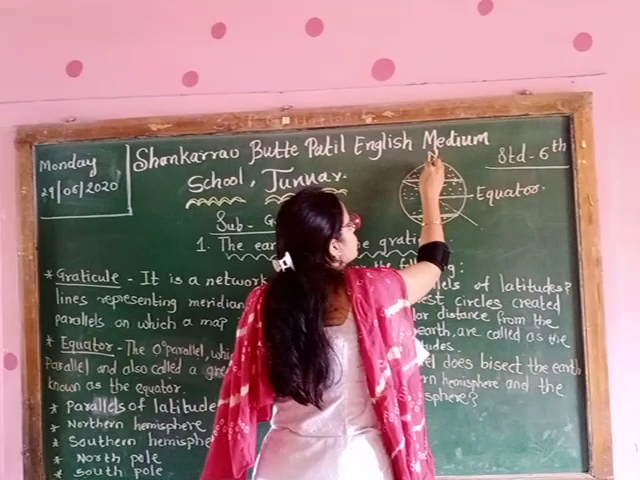 Monday
29/06/2020
Shankarrao Butte Patil English Medium
School, Junnar.
Std - 6th
N
Equator.
Sub - G
1. The ear
e grati
* Graticule - It is a network
lines representing meridian
parallels on which a map
* Equator - The 0° parallel, whi
Parallel and also called a gre
known as the equator.
* Parallels of latitude
* Northern hemisphere
* Southern hemisphe
* North pole
* South pole
:
els of latitudes?
est circles created
or distance from the
earth, are called as the
tudes.
el does bisect the earth
rn hemisphere and the
sphere?